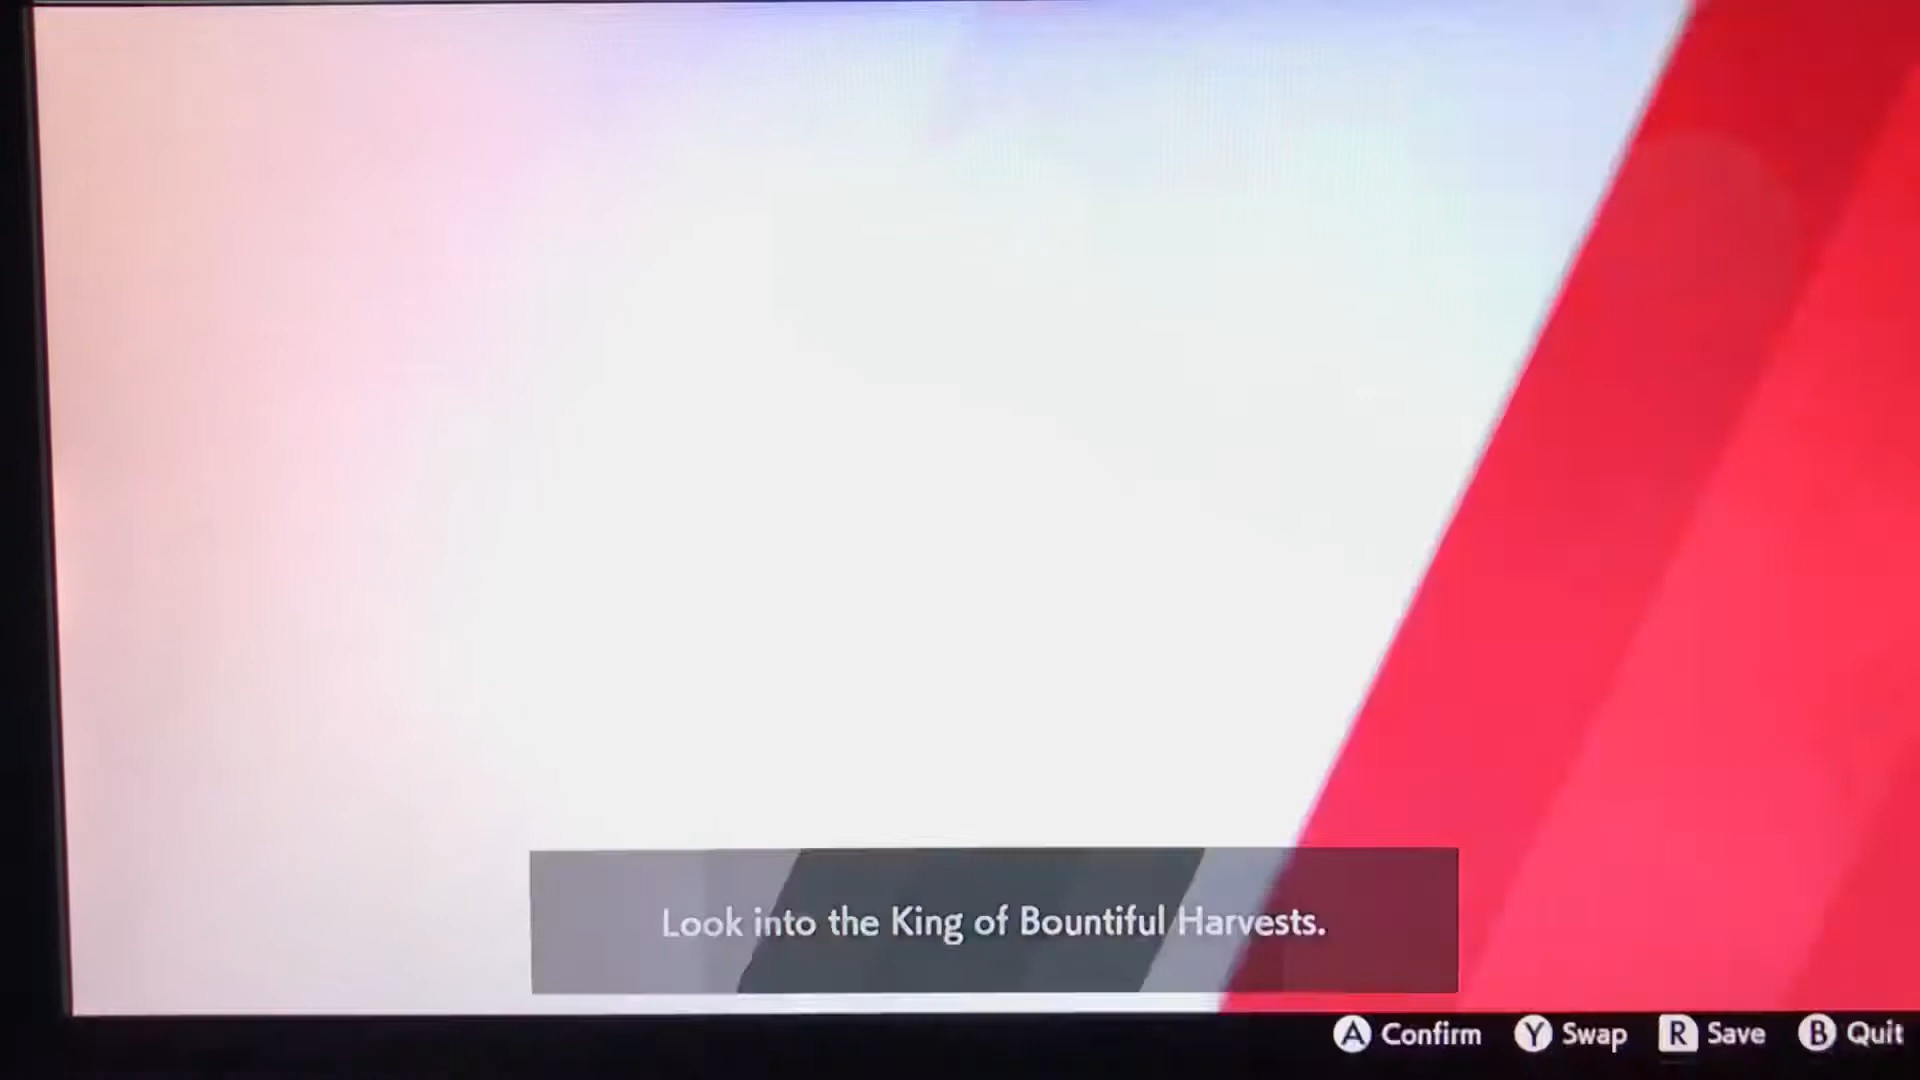 Look into the King of Bountiful Harvests.
A Confirm Y Swap R Save B Quit